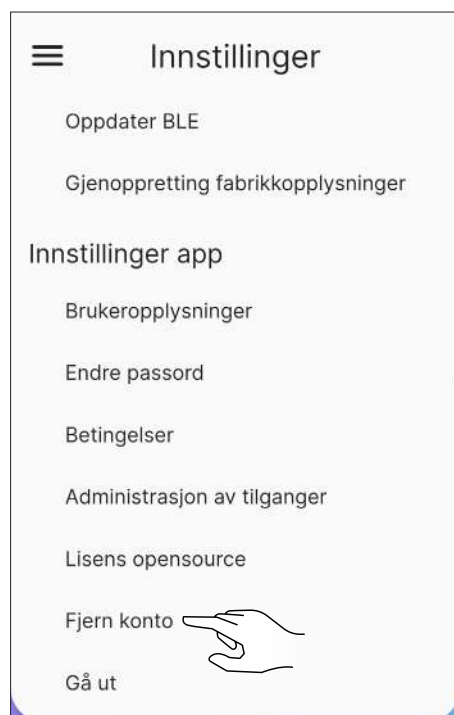 Innstillinger
Oppdater BLE
Gjenoppretting fabrikkopplysninger
Innstillinger app
Brukeropplysninger
Endre passord
Betingelser
Administrasjon av tilganger
Lisens opensource
Fjern konto
Gå ut